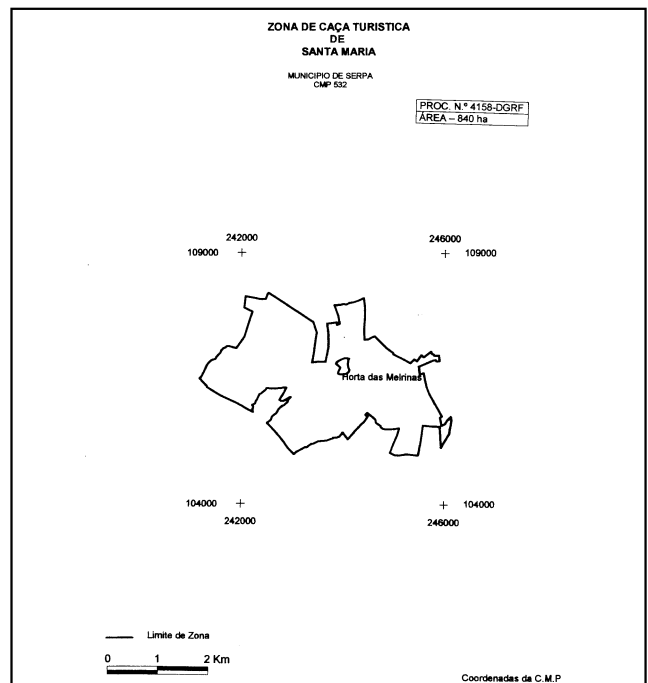 ZONA DE CAÇA TURISTICA
DE
SANTA MARIA
MUNICIPIO DE SERPA
CMP 532
PROC. N.º 4158-DGRF
ÁREA – 840 ha
242000 246000
109000 109000
Horta das Meirinas
104000 104000
242000 246000
Limite de Zona
0 1 2 Km
Coordenadas da C.M.P